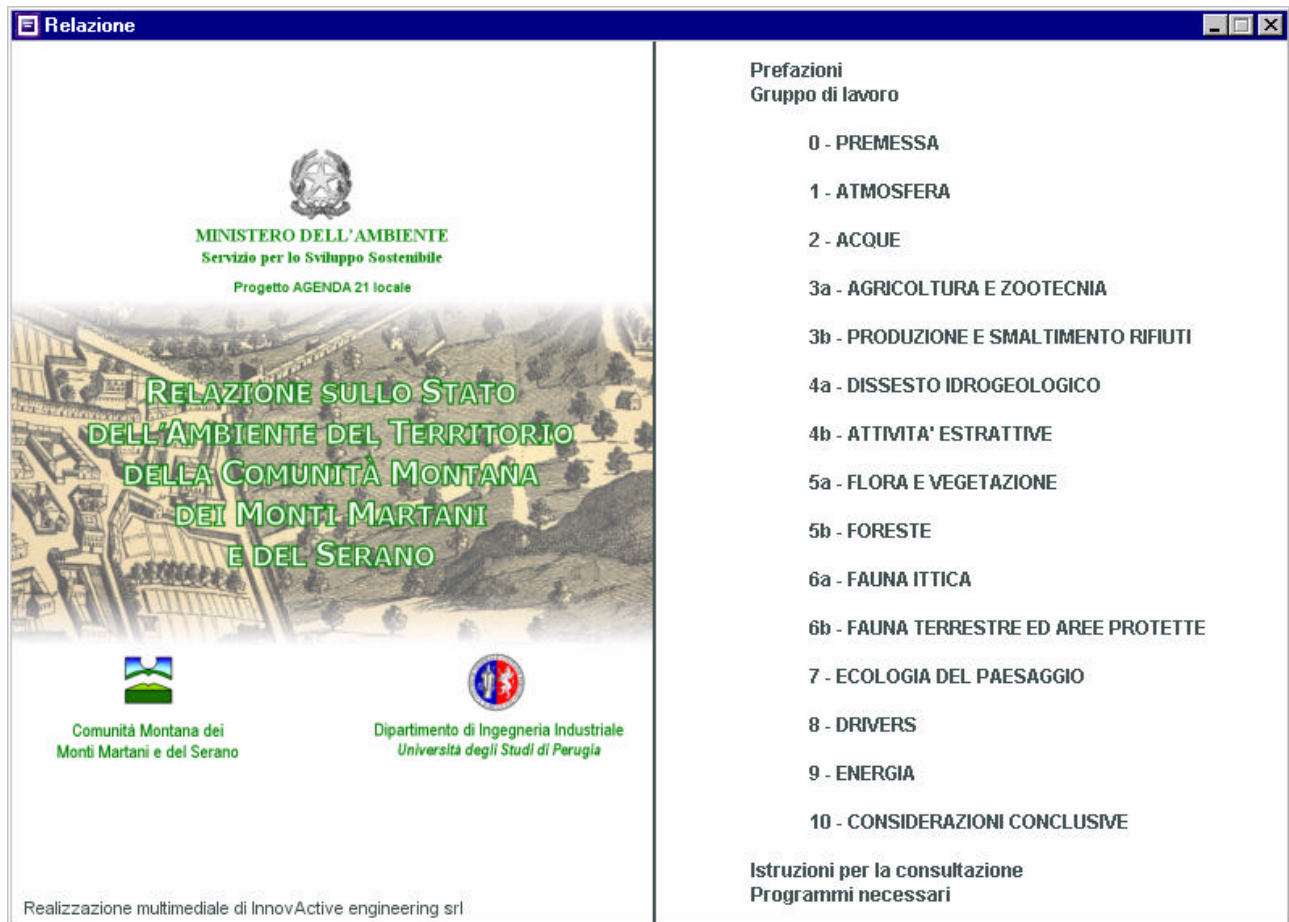 Relazione
MINISTERO DELL'AMBIENTE
Servizio per lo Sviluppo Sostenibile
Progetto AGENDA 21 locale
RELAZIONE SULLO STATO
DELL'AMBIENTE DEL TERRITORIO
DELLA COMUNITÀ MONTANA
DEI MONTI MARTANI
E DEL SERANO
Comunità Montana dei
Monti Martani e del Serano
Dipartimento di Ingegneria Industriale
Università degli Studi di Perugia
Realizzazione multimediale di InnovActive engineering srl
Prefazioni
Gruppo di lavoro
0 - PREMESSA
1 - ATMOSFERA
2 - ACQUE
3a - AGRICOLTURA E ZOOTECNIA
3b - PRODUZIONE E SMALTIMENTO RIFIUTI
4a - DISSESTO IDROGEOLOGICO
4b - ATTIVITA' ESTRATTIVE
5a - FLORA E VEGETAZIONE
5b - FORESTE
6a - FAUNA ITTICA
6b - FAUNA TERRESTRE ED AREE PROTETTE
7 - ECOLOGIA DEL PAESAGGIO
8 - DRIVERS
9 - ENERGIA
10 - CONSIDERAZIONI CONCLUSIVE
Istruzioni per la consultazione
Programmi necessari